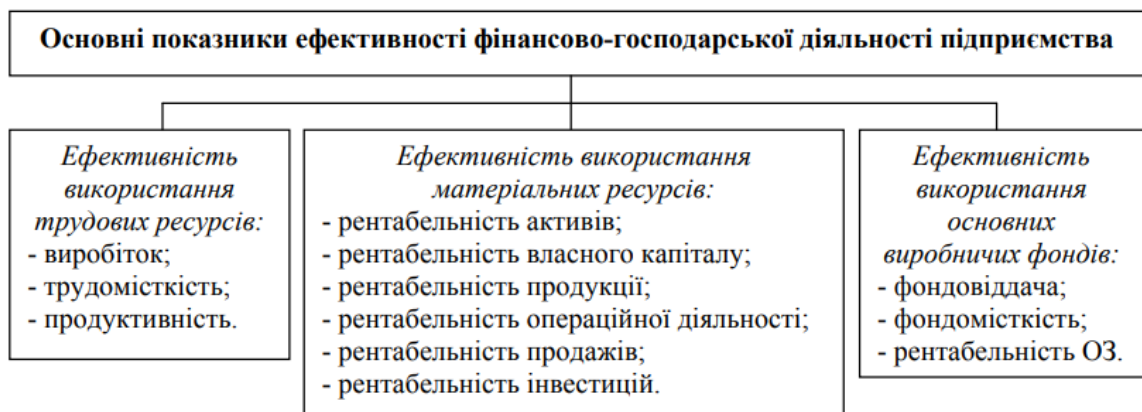 Основні показники ефективності фінансово-господарської діяльності підприємства
Ефективність
використання
трудових ресурсів:
- виробіток;
- трудомісткість;
- продуктивність.
Ефективність використання
матеріальних ресурсів:
- рентабельність активів;
- рентабельність власного капіталу;
- рентабельність продукції;
- рентабельність операційної діяльності;
- рентабельність продажів;
- рентабельність інвестицій.
Ефективність
використання
основних
виробничих фондів:
- фондовіддача;
- фондомісткість;
- рентабельність ОЗ.